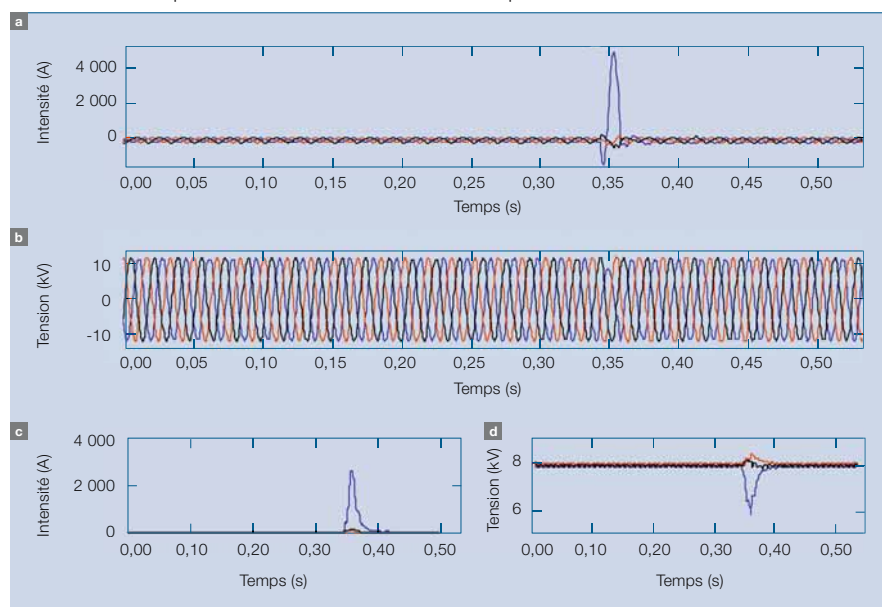 a
Intensité (A)
4 000
2 000
0
0,00 0,05 0,10 0,15 0,20 0,25 0,30 0,35 0,40 0,45 0,50
Temps (s)
b
Tension (kV)
10
0
-10
0,00 0,05 0,10 0,15 0,20 0,25 0,30 0,35 0,40 0,45 0,50
Temps (s)
c
Intensité (A)
4 000
2 000
0
0,00 0,10 0,20 0,30 0,40 0,50
Temps (s)
d
Tension (kV)
8
6
0,00 0,10 0,20 0,30 0,40 0,50
Temps (s)